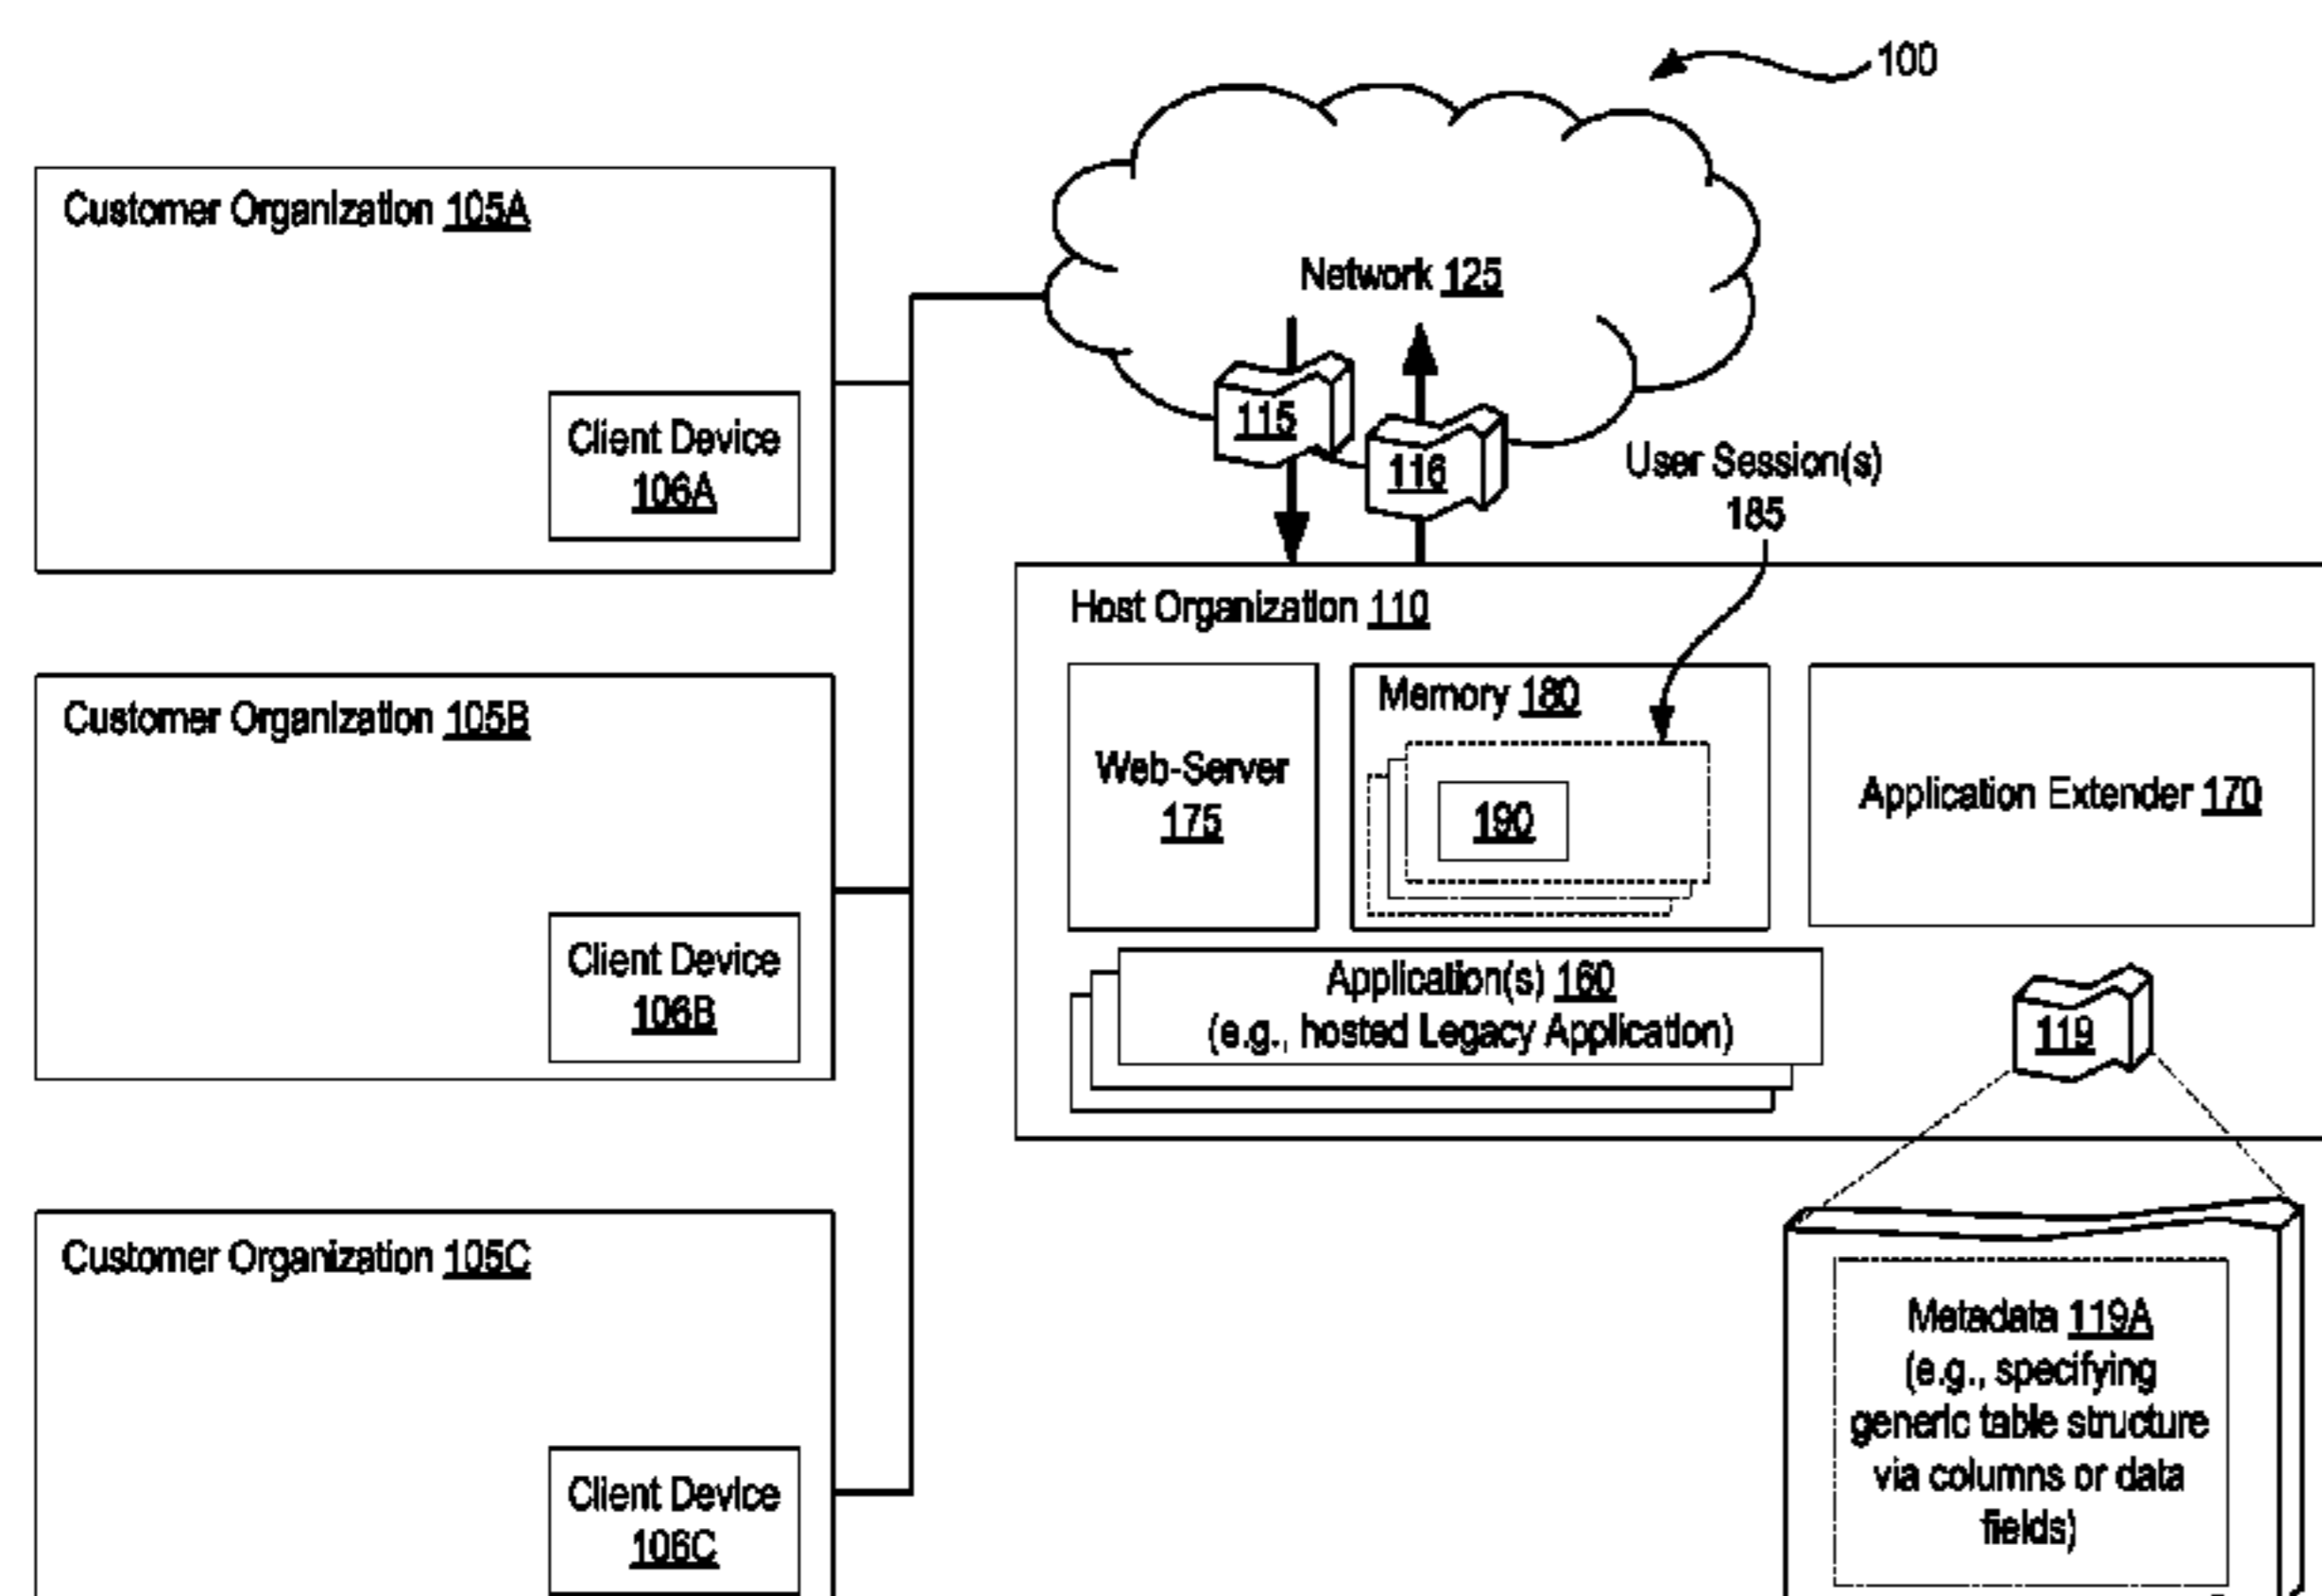 100
Customer Organization 105A
Network 125
Client Device
106A
115
116
User Session(s)
185
Host Organization 110
Customer Organization 105B
Web-Server
175
Memory 180
190
Application Extender 170
Client Device
106B
Application(s) 160
(e.g., hosted Legacy Application)
119
Customer Organization 105C
Metadata 119A
(e.g., specifying
generic table structure
via columns or data
fields)
Client Device
106C